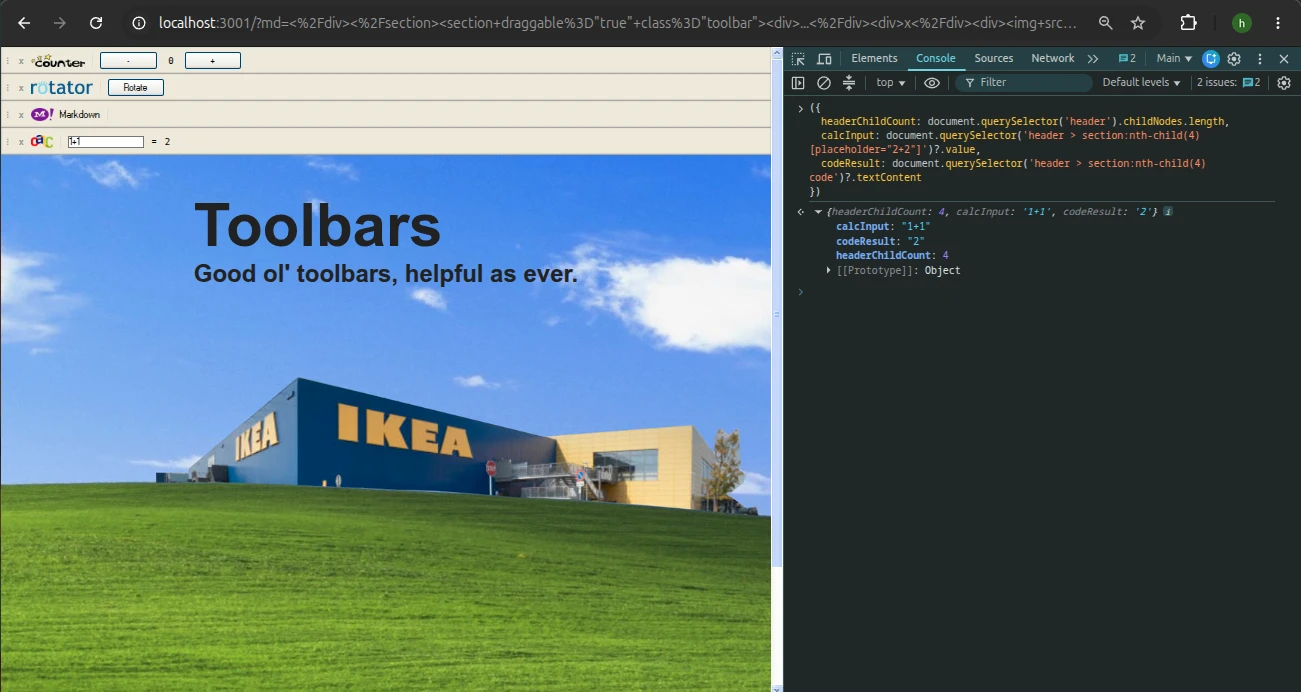 localhost:3001/?md=<%2Fdiv><%2Fsection><section+draggable%3D"true"+class%3D"toolbar"><div>...<%2Fdiv><div>x<%2Fdiv><div><img+src...
h
x counter - 0 +
x rotator Rotate
x M! Markdown
x calc 1+1 = 2
Toolbars
Good ol' toolbars, helpful as ever.
IKEA IKEA
Elements Console Sources Network 2 Main
top Filter Default levels 2 issues: 2
({
headerChildCount: document.querySelector('header').childNodes.length,
calcInput: document.querySelector('header > section:nth-child(4)
[placeholder="2+2"]')?.value,
codeResult: document.querySelector('header > section:nth-child(4)
code')?.textContent
})
{headerChildCount: 4, calcInput: '1+1', codeResult: '2'} i
calcInput: "1+1"
codeResult: "2"
headerChildCount: 4
[[Prototype]]: Object